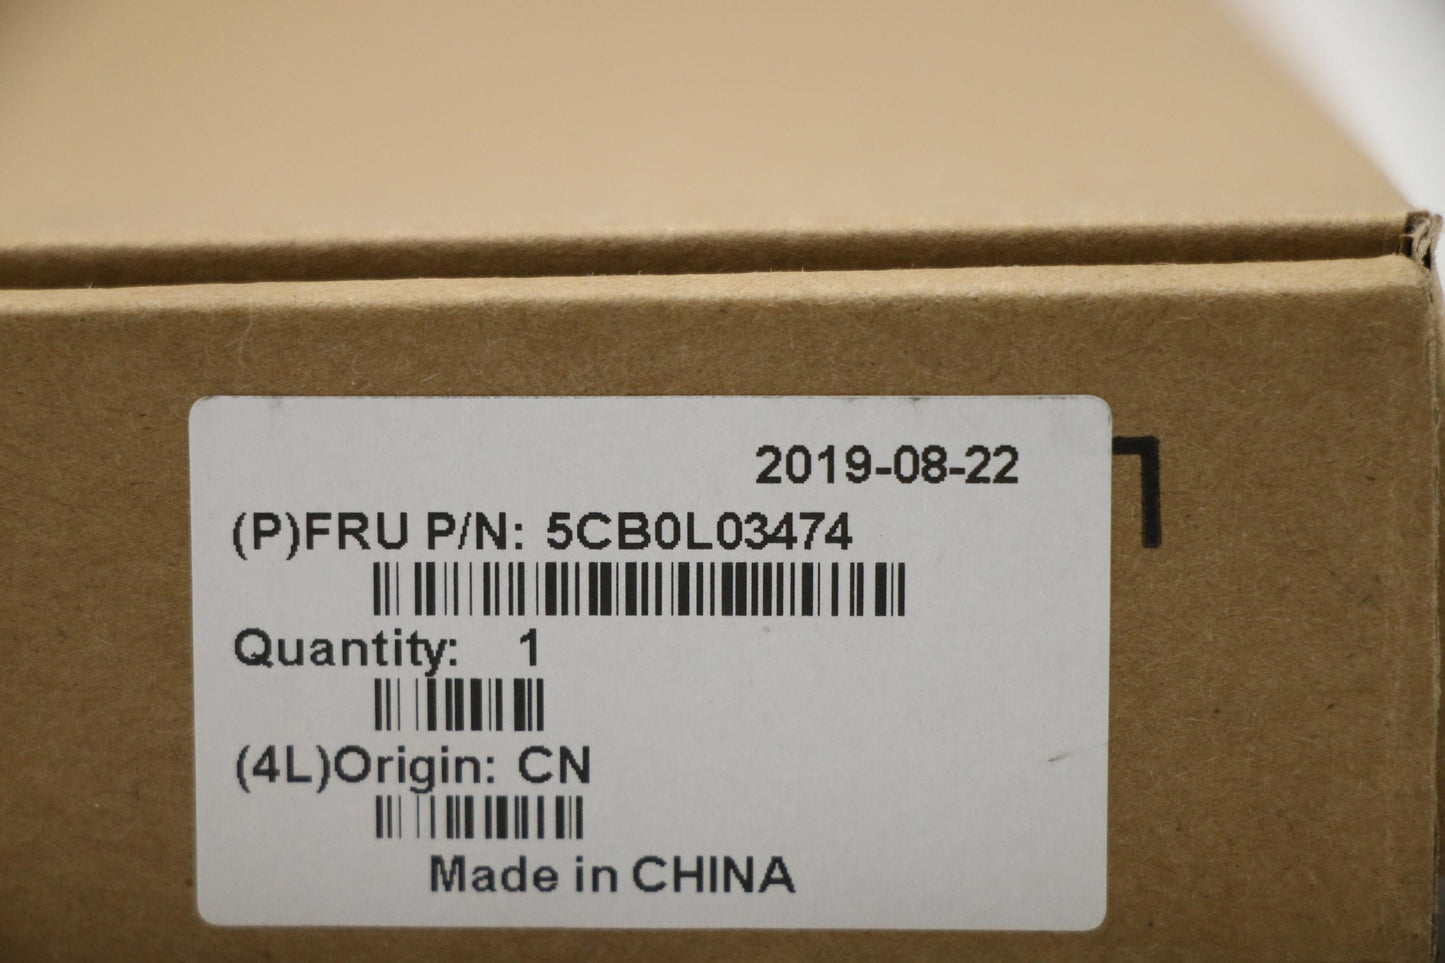 2019-08-22
(P)FRU P/N: 5CB0L03474
Quantity: 1
(4L)Origin: CN
Made in CHINA